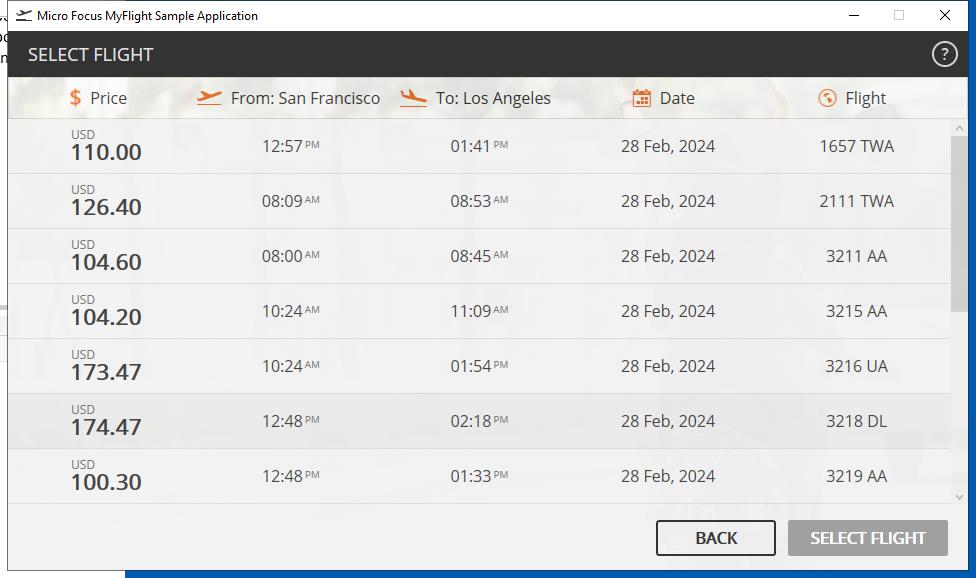 Micro Focus MyFlight Sample Application
SELECT FLIGHT ?
$ Price From: San Francisco To: Los Angeles Date Flight
USD
110.00 12:57 PM 01:41 PM 28 Feb, 2024 1657 TWA
USD
126.40 08:09 AM 08:53 AM 28 Feb, 2024 2111 TWA
USD
104.60 08:00 AM 08:45 AM 28 Feb, 2024 3211 AA
USD
104.20 10:24 AM 11:09 AM 28 Feb, 2024 3215 AA
USD
173.47 10:24 AM 01:54 PM 28 Feb, 2024 3216 UA
USD
174.47 12:48 PM 02:18 PM 28 Feb, 2024 3218 DL
USD
100.30 12:48 PM 01:33 PM 28 Feb, 2024 3219 AA
BACK SELECT FLIGHT